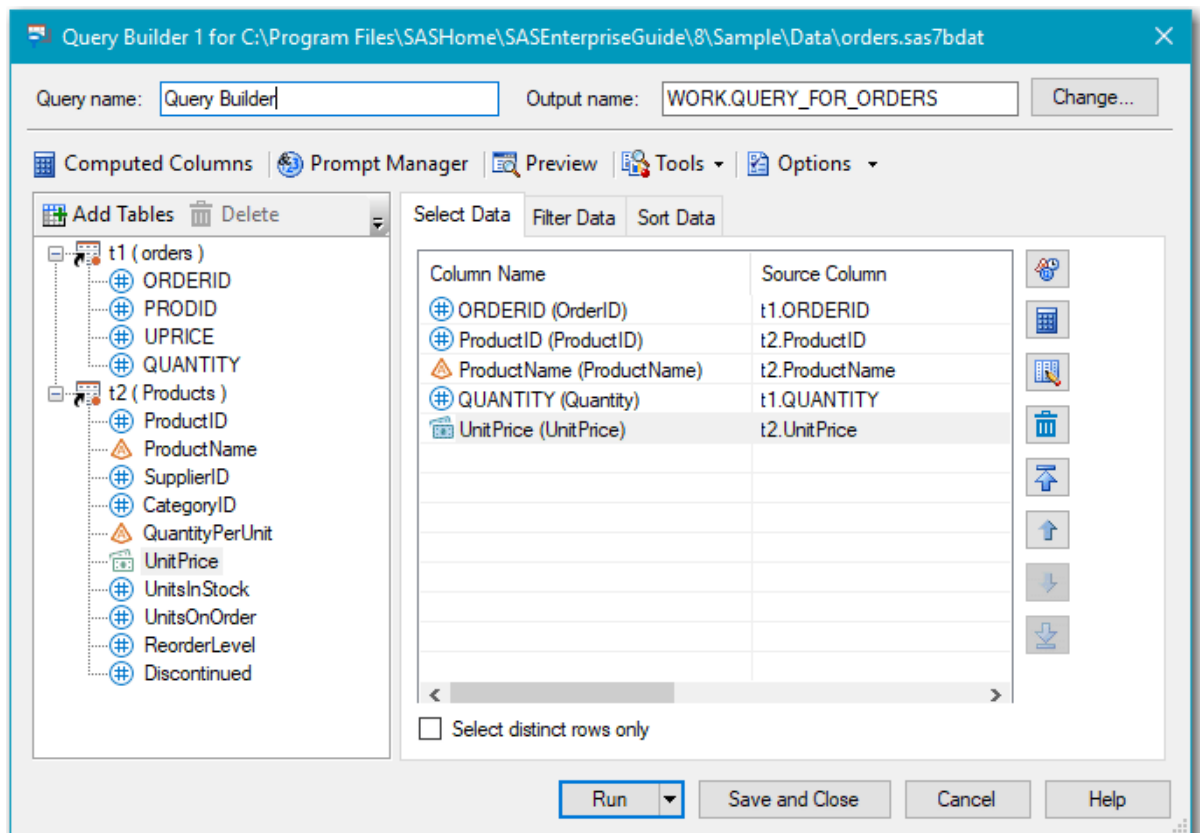 Query Builder 1 for C:\Program Files\SASHome\SASEnterpriseGuide\8\Sample\Data\orders.sas7bdat
Query name: Query Builder Output name: WORK.QUERY_FOR_ORDERS Change...
Computed Columns Prompt Manager Preview Tools Options
Add Tables Delete
t1 ( orders )
ORDERID
PRODID
UPRICE
QUANTITY
t2 ( Products )
ProductID
ProductName
SupplierID
CategoryID
QuantityPerUnit
UnitPrice
UnitsInStock
UnitsOnOrder
ReorderLevel
Discontinued
Select Data Filter Data Sort Data
Column Name Source Column
ORDERID (OrderID) t1.ORDERID
ProductID (ProductID) t2.ProductID
ProductName (ProductName) t2.ProductName
QUANTITY (Quantity) t1.QUANTITY
UnitPrice (UnitPrice) t2.UnitPrice
Select distinct rows only
Run Save and Close Cancel Help